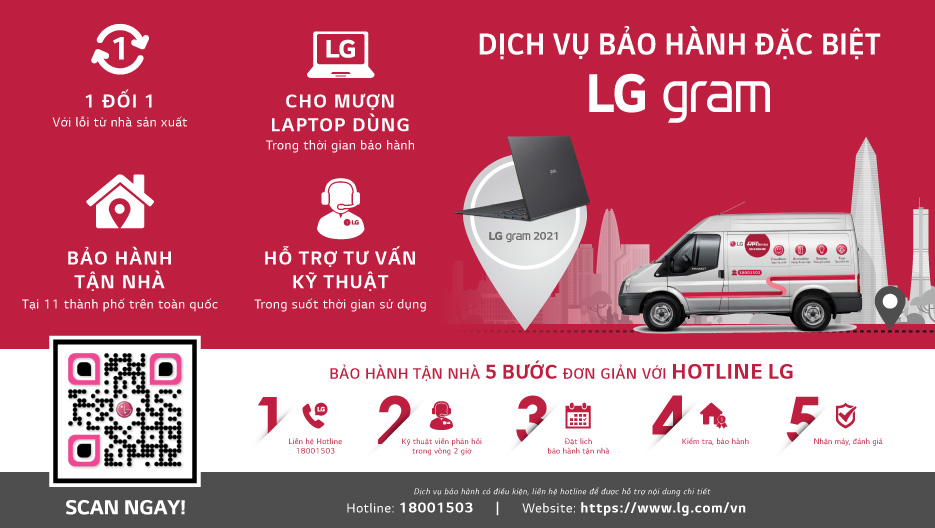 1
1 ĐỔI 1
Với lỗi từ nhà sản xuất
LG
CHO MƯỢN
LAPTOP DÙNG
Trong thời gian bảo hành
DỊCH VỤ BẢO HÀNH ĐẶC BIỆT
LG gram
BẢO HÀNH
TẬN NHÀ
Tại 11 thành phố trên toàn quốc
LG
HỖ TRỢ TƯ VẤN
KỸ THUẬT
Trong suốt thời gian sử dụng
LG gram 2021
LG
18001503
BẢO HÀNH TẬN NHÀ 5 BƯỚC ĐƠN GIẢN VỚI HOTLINE LG
1
LG
Liên hệ Hotline
18001503
2
Kỹ thuật viên phản hồi
trong vòng 2 giờ
3
Đặt lịch
bảo hành tận nhà
4
Kiểm tra, bảo hành
5
Nhận máy, đánh giá
SCAN NGAY!
Dịch vụ bảo hành có điều kiện, liên hệ hotline để được hỗ trợ nội dung chi tiết
Hotline: 18001503 | Website: https://www.lg.com/vn